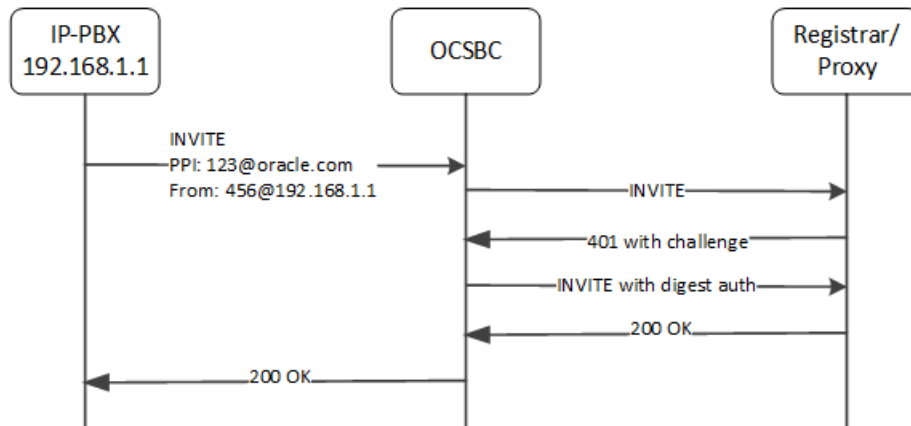 IP-PBX
192.168.1.1
OCSBC
Registrar/
Proxy
INVITE
PPI: 123@oracle.com
From: 456@192.168.1.1
INVITE
401 with challenge
INVITE with digest auth
200 OK
200 OK